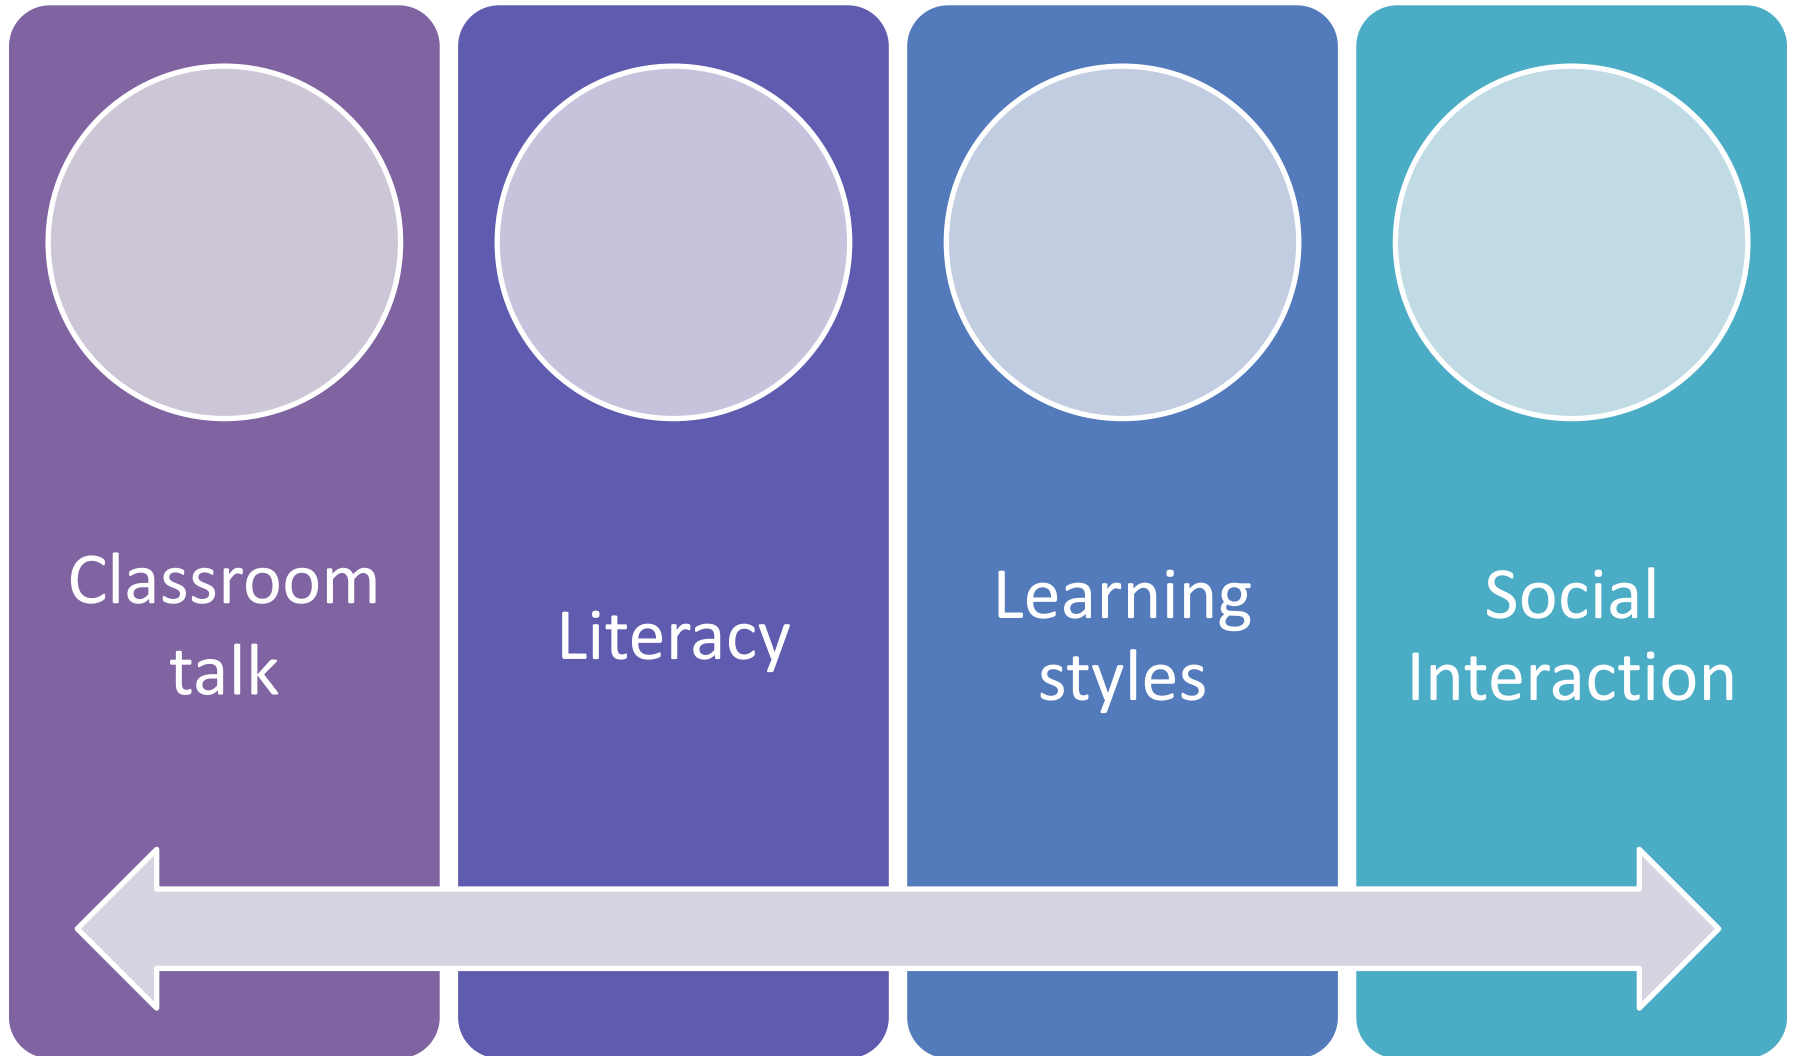 Classroom
talk
Literacy
Learning
styles
Social
Interaction